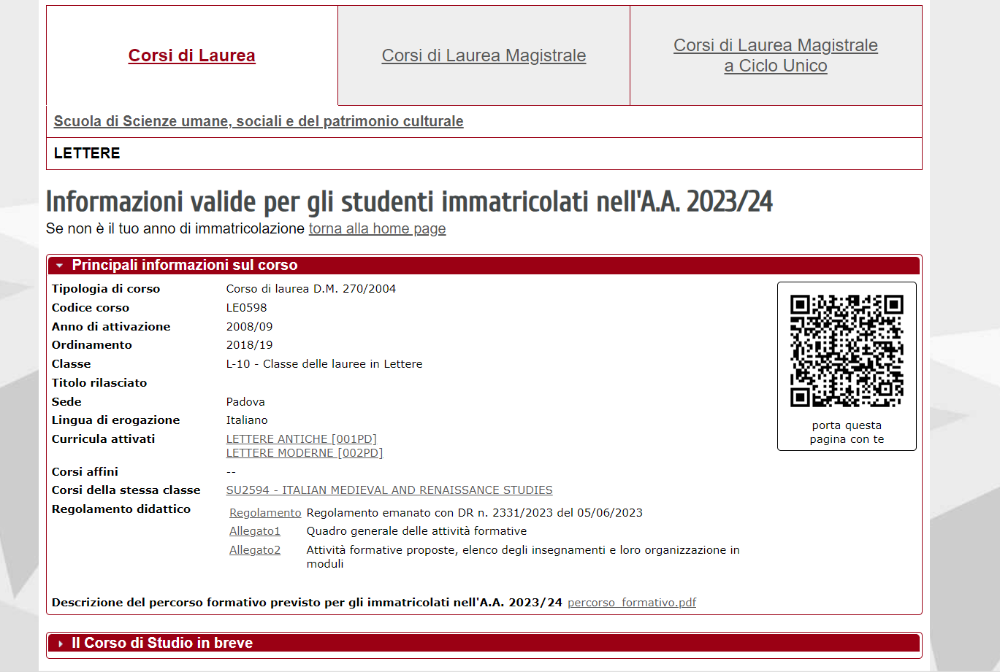 Corsi di Laurea
Corsi di Laurea Magistrale
Corsi di Laurea Magistrale
a Ciclo Unico
Scuola di Scienze umane, sociali e del patrimonio culturale
LETTERE
Informazioni valide per gli studenti immatricolati nell'A.A. 2023/24
Se non è il tuo anno di immatricolazione torna alla home page
Principali informazioni sul corso
Tipologia di corso Corso di laurea D.M. 270/2004
Codice corso LE0598
Anno di attivazione 2008/09
Ordinamento 2018/19
Classe L-10 - Classe delle lauree in Lettere
Titolo rilasciato
Sede Padova
Lingua di erogazione Italiano
Curricula attivati LETTERE ANTICHE [001PD]
LETTERE MODERNE [002PD]
Corsi affini --
Corsi della stessa classe SU2594 - ITALIAN MEDIEVAL AND RENAISSANCE STUDIES
Regolamento didattico Regolamento Regolamento emanato con DR n. 2331/2023 del 05/06/2023
Allegato1 Quadro generale delle attività formative
Allegato2 Attività formative proposte, elenco degli insegnamenti e loro organizzazione in
moduli
porta questa
pagina con te
Descrizione del percorso formativo previsto per gli immatricolati nell'A.A. 2023/24 percorso_formativo.pdf
Il Corso di Studio in breve